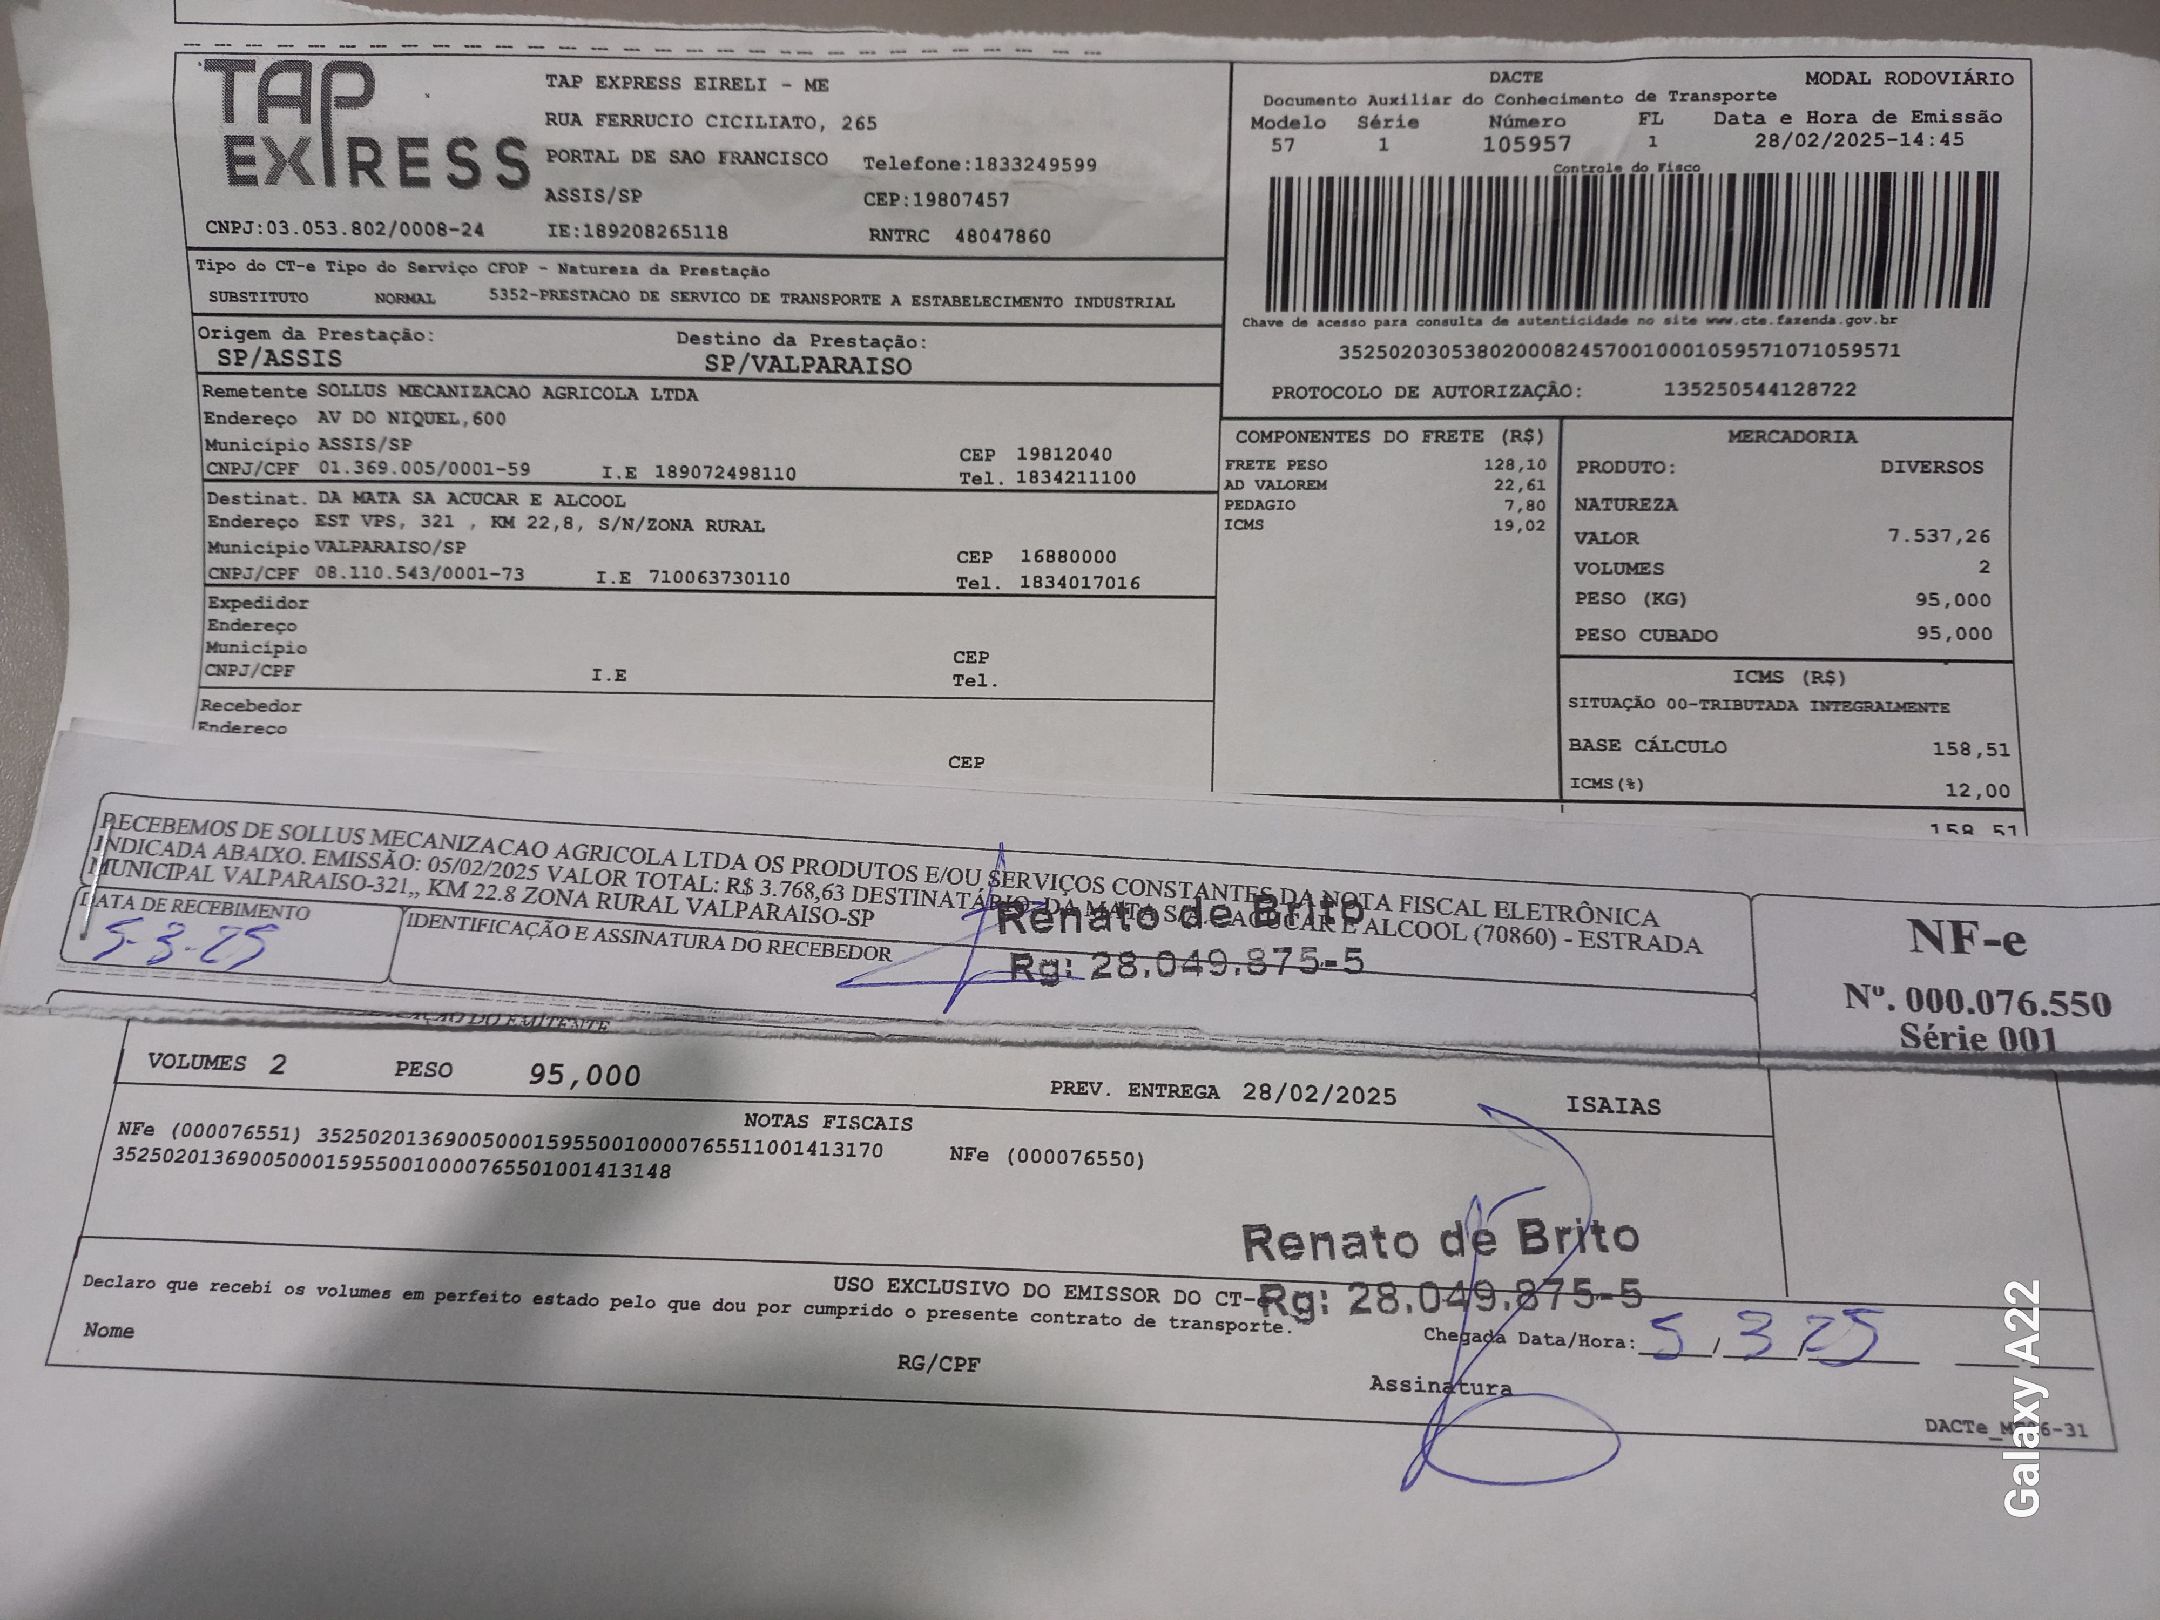 TAP EXPRESS
TAP EXPRESS EIRELI - ME
RUA FERRUCIO CICILIATO, 265
PORTAL DE SAO FRANCISCO Telefone:1833249599
ASSIS/SP CEP:19807457
CNPJ:03.053.802/0008-24 IE:189208265118 RNTRC 48047860
DACTE MODAL RODOVIÁRIO
Documento Auxiliar do Conhecimento de Transporte
Modelo Série Número FL Data e Hora de Emissão
57 1 105957 1 28/02/2025-14:45
Controle do Fisco
Chave de acesso para consulta de autenticidade no site www.cte.fazenda.gov.br
35250203053802000824570010001059571071059571
PROTOCOLO DE AUTORIZAÇÃO: 135250544128722
Tipo do CT-e Tipo do Serviço CFOP - Natureza da Prestação
SUBSTITUTO NORMAL 5352-PRESTACAO DE SERVICO DE TRANSPORTE A ESTABELECIMENTO INDUSTRIAL
Origem da Prestação: Destino da Prestação:
SP/ASSIS SP/VALPARAISO
Remetente SOLLUS MECANIZACAO AGRICOLA LTDA
Endereço AV DO NIQUEL,600
Município ASSIS/SP CEP 19812040
CNPJ/CPF 01.369.005/0001-59 I.E 189072498110 Tel. 1834211100
Destinat. DA MATA SA ACUCAR E ALCOOL
Endereço EST VPS, 321 , KM 22,8, S/N/ZONA RURAL
Município VALPARAISO/SP CEP 16880000
CNPJ/CPF 08.110.543/0001-73 I.E 710063730110 Tel. 1834017016
Expedidor
Endereço
Município CEP
CNPJ/CPF I.E Tel.
Recebedor
Endereço
CEP
COMPONENTES DO FRETE (R$)
FRETE PESO 128,10
AD VALOREM 22,61
PEDAGIO 7,80
ICMS 19,02
MERCADORIA
PRODUTO: DIVERSOS
NATUREZA
VALOR 7.537,26
VOLUMES 2
PESO (KG) 95,000
PESO CUBADO 95,000
ICMS (R$)
SITUAÇÃO 00-TRIBUTADA INTEGRALMENTE
BASE CÁLCULO 158,51
ICMS(%) 12,00
158,51
RECEBEMOS DE SOLLUS MECANIZACAO AGRICOLA LTDA OS PRODUTOS E/OU SERVIÇOS CONSTANTES DA NOTA FISCAL ELETRÔNICA
INDICADA ABAIXO. EMISSÃO: 05/02/2025 VALOR TOTAL: R$ 3.768,63 DESTINATÁRIO: DA MATA S/A - ACUCAR E ALCOOL (70860) - ESTRADA
MUNICIPAL VALPARAISO-321,, KM 22.8 ZONA RURAL VALPARAISO-SP
DATA DE RECEBIMENTO IDENTIFICAÇÃO E ASSINATURA DO RECEBEDOR
5-3-25
Renato de Brito
Rg: 28.049.875-5
NF-e
Nº. 000.076.550
Série 001
DO EMITENTE
VOLUMES 2 PESO 95,000 PREV. ENTREGA 28/02/2025 ISAIAS
NOTAS FISCAIS
NFe (000076551) 35250201369005000159550010000765511001413170 NFe (000076550)
35250201369005000159550010000765501001413148
Renato de Brito
Rg: 28.049.875-5
USO EXCLUSIVO DO EMISSOR DO CT-
Declaro que recebi os volumes em perfeito estado pelo que dou por cumprido o presente contrato de transporte.
Nome RG/CPF Chegada Data/Hora: 5 / 3 / 25
Assinatura
Galaxy A22